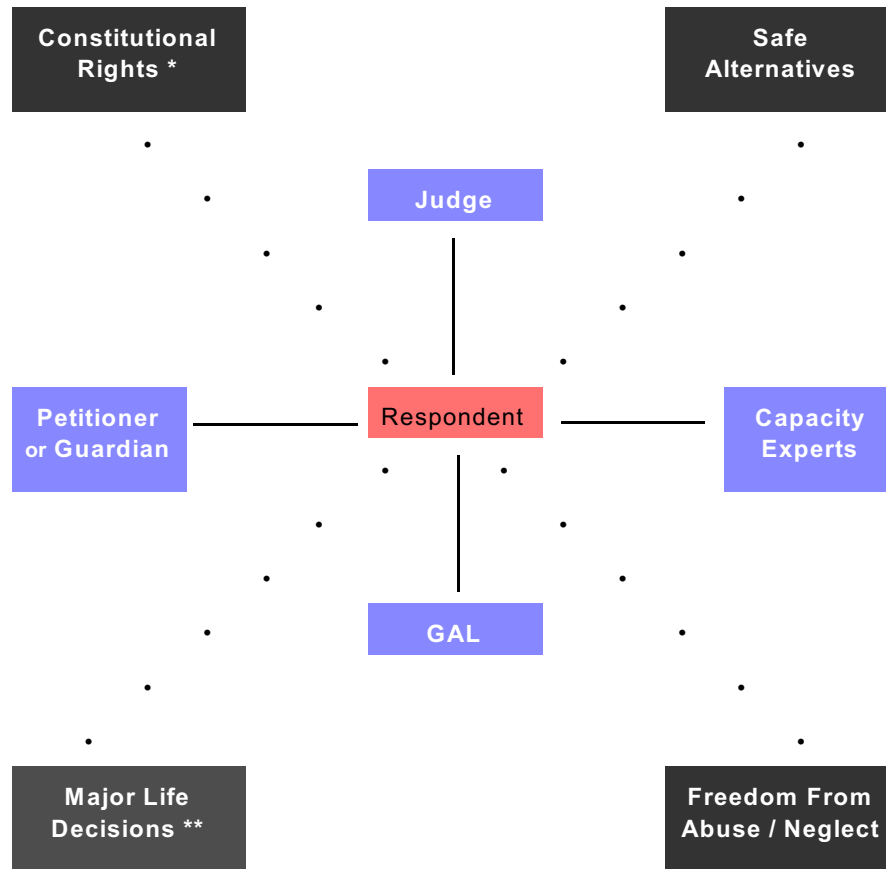 Constitutional
Rights *
Safe
Alternatives
Judge
Petitioner
or Guardian
Respondent
Capacity
Experts
GAL
Major Life
Decisions **
Freedom From
Abuse / Neglect